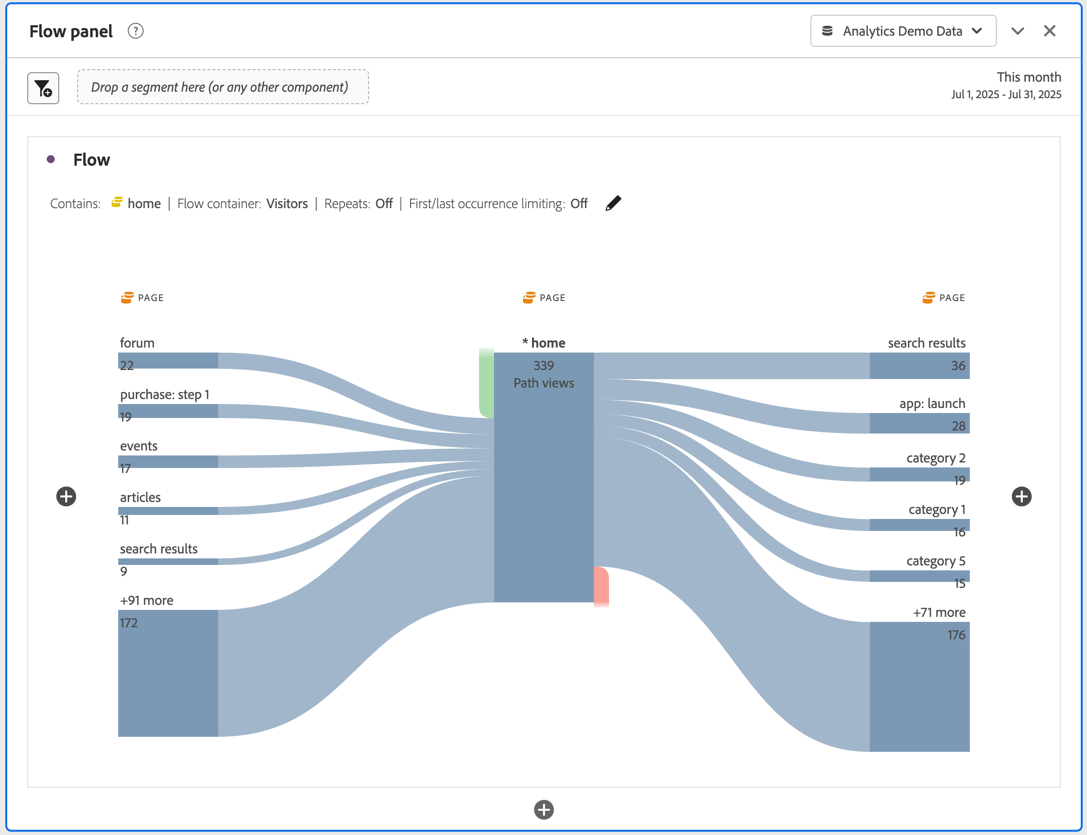 Flow panel ?
Analytics Demo Data
Drop a segment here (or any other component)
This month
Jul 1, 2025 - Jul 31, 2025
Flow
Contains: home | Flow container: Visitors | Repeats: Off | First/last occurrence limiting: Off
PAGE
PAGE
PAGE
forum
22
purchase: step 1
19
events
17
articles
11
search results
9
+91 more
172
* home
339
Path views
search results
36
app: launch
28
category 2
19
category 1
16
category 5
15
+71 more
176